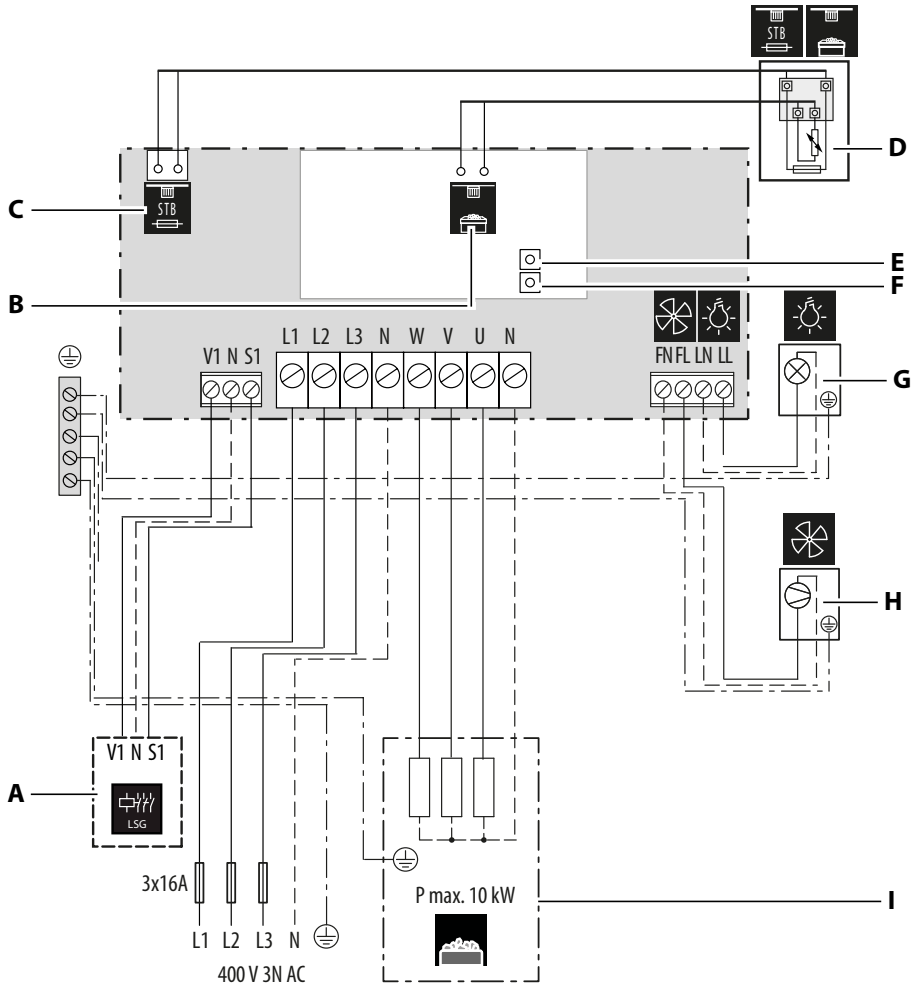 STB
D
C
STB
B
E
F
L1 L2 L3 N W V U N
V1 N S1
FN FL LN LL
G
H
V1 N S1
A
LSG
3x16A
P max. 10 kW
I
L1 L2 L3 N
400 V 3N AC